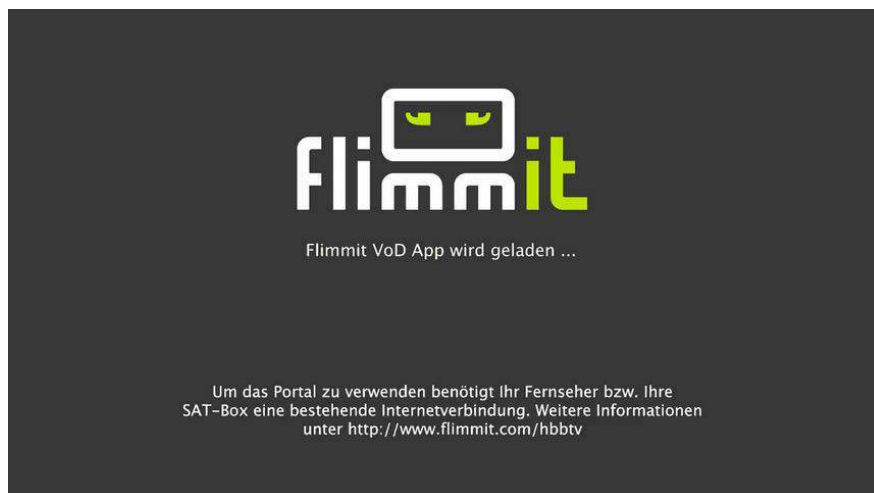 flimmit
Flimmit VoD App wird geladen ...
Um das Portal zu verwenden benötigt Ihr Fernseher bzw. Ihre
SAT-Box eine bestehende Internetverbindung. Weitere Informationen
unter http://www.flimmit.com/hbbtv